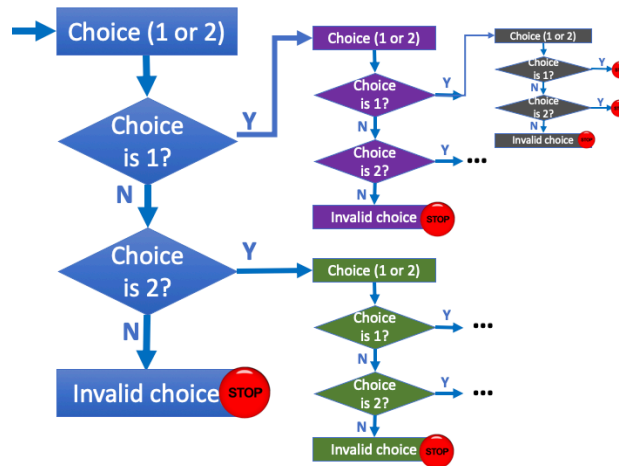 Choice (1 or 2)
Choice
is 1?
Y
N
Choice
is 2?
Y
N
Invalid choice
STOP
Choice (1 or 2)
Choice
is 1?
Y
N
Choice
is 2?
Y
...
N
Invalid choice
STOP
Choice (1 or 2)
Choice
is 1?
Y
N
Choice
is 2?
Y
N
Invalid choice
Choice (1 or 2)
Choice
is 1?
Y
...
N
Choice
is 2?
Y
...
N
Invalid choice
STOP